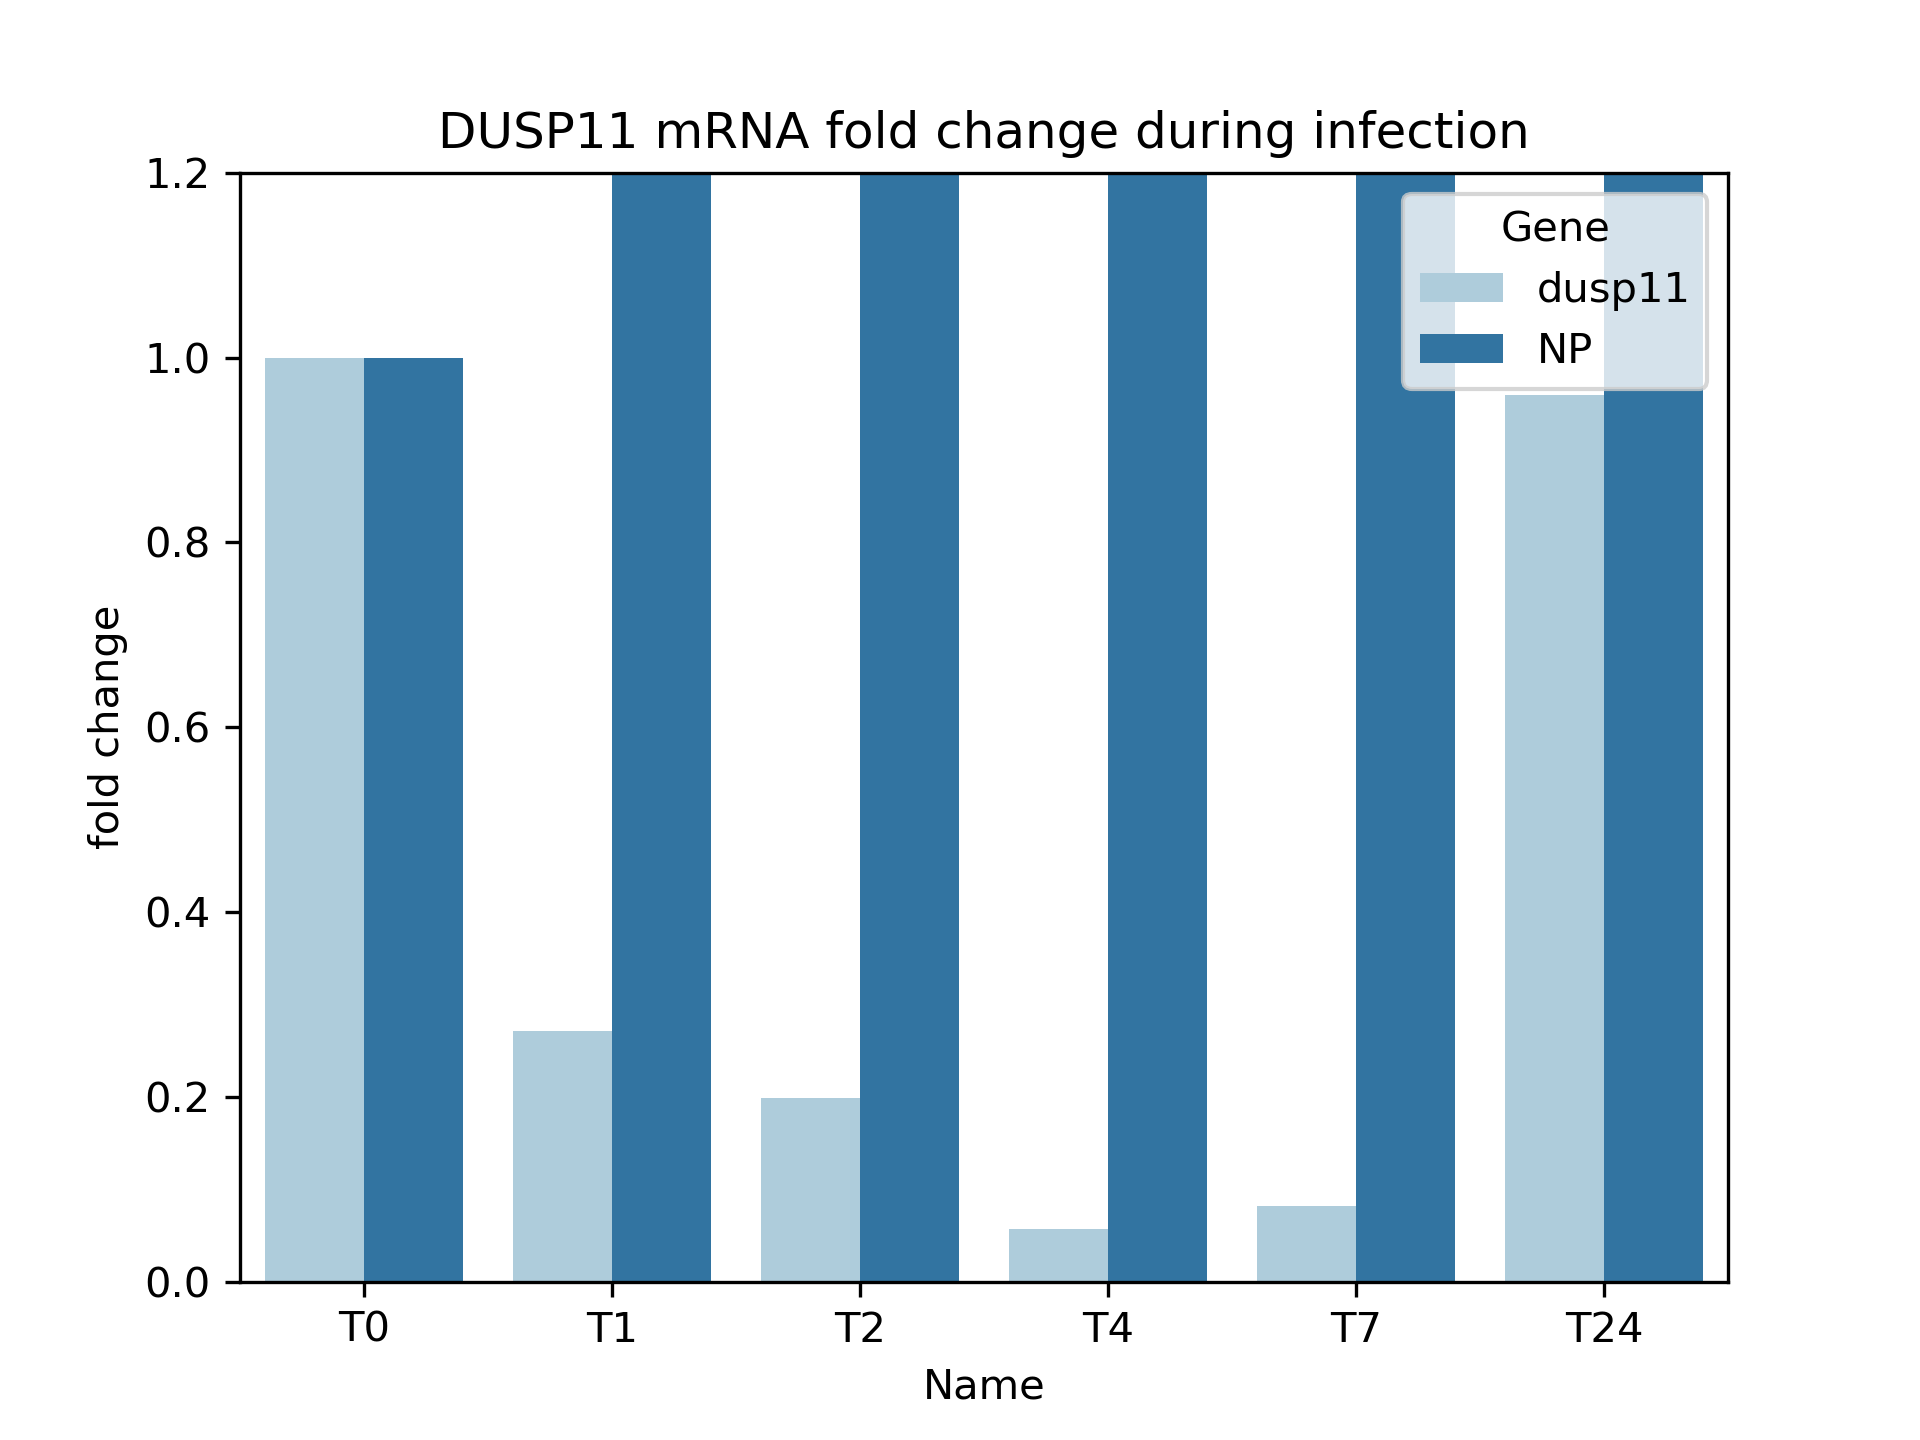 DUSP11 mRNA fold change during infection
1.2
1.0
0.8
0.6
0.4
0.2
0.0
fold change
Gene
dusp11
NP
T0 T1 T2 T4 T7 T24
Name